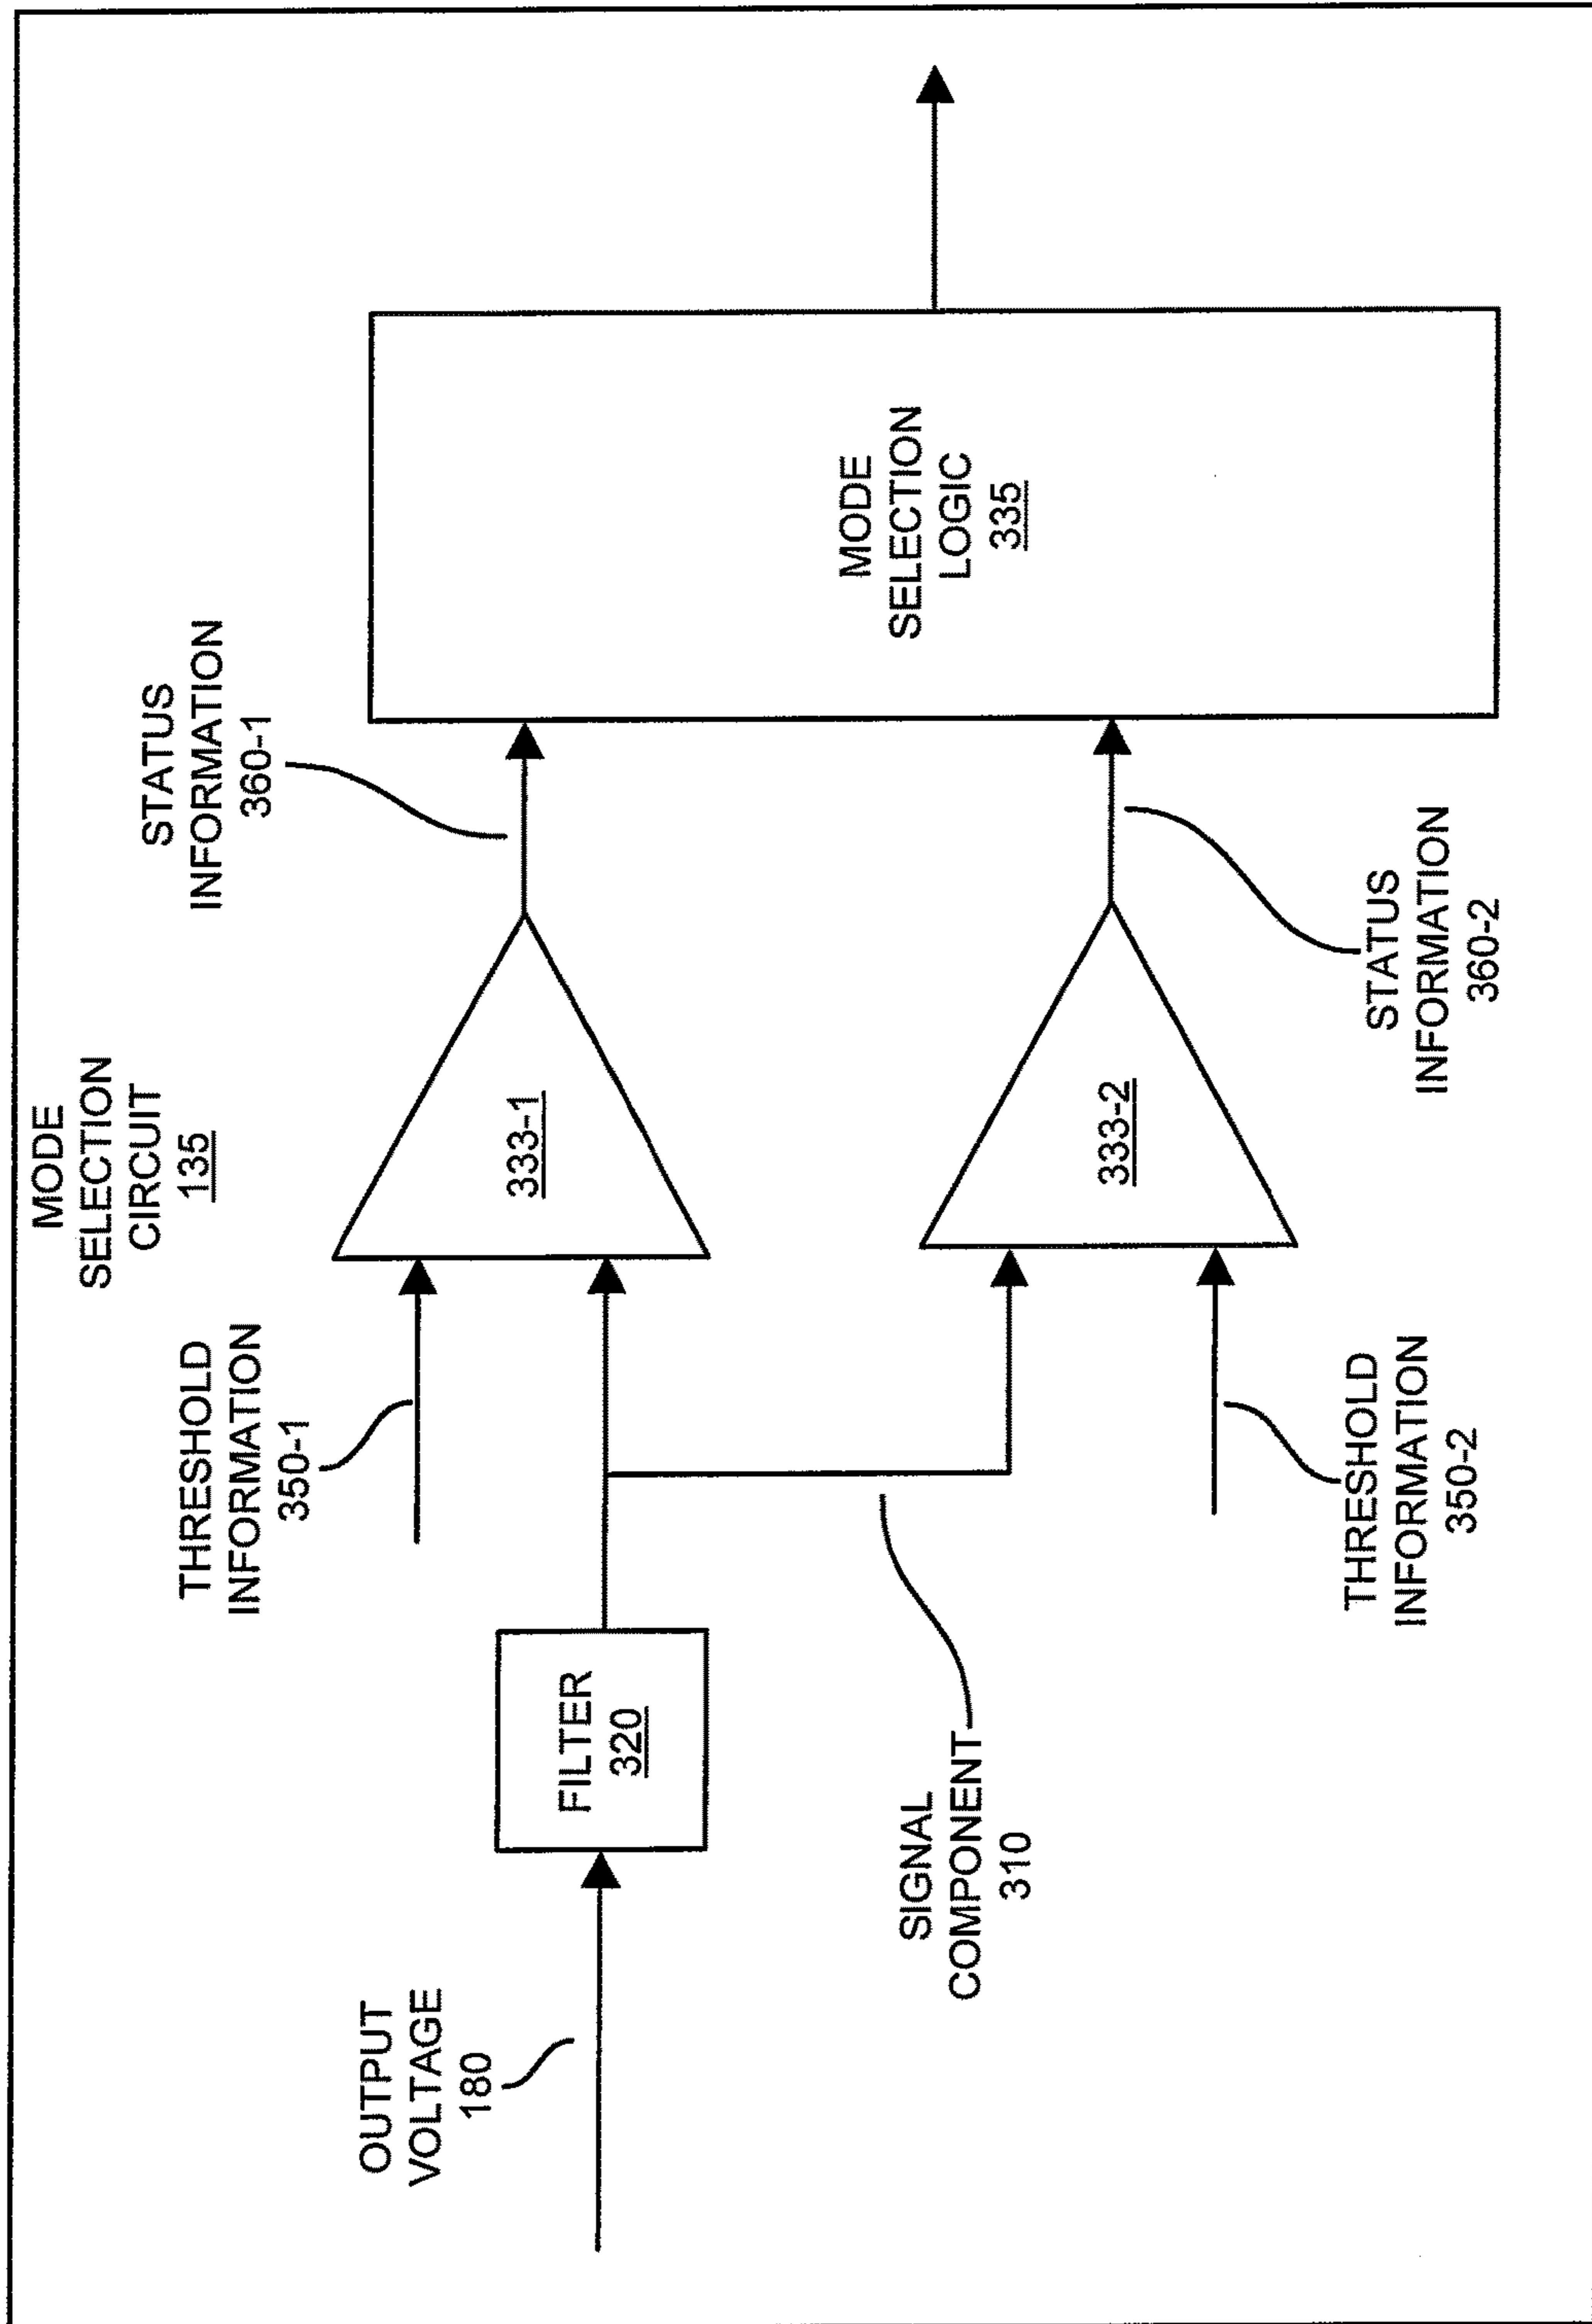 MODE
SELECTION
CIRCUIT
135
OUTPUT
VOLTAGE
180
FILTER
320
SIGNAL
COMPONENT
310
THRESHOLD
INFORMATION
350-1
THRESHOLD
INFORMATION
350-2
333-1
333-2
STATUS
INFORMATION
360-1
STATUS
INFORMATION
360-2
MODE
SELECTION
LOGIC
335